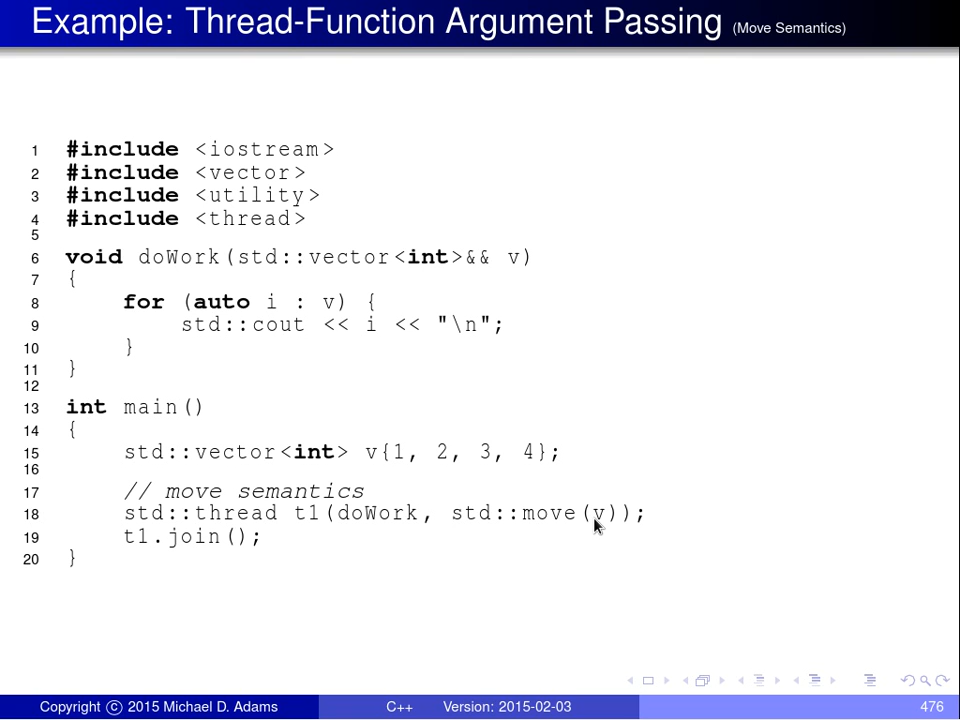 Example: Thread-Function Argument Passing (Move Semantics)
1 #include <iostream>
2 #include <vector>
3 #include <utility>
4 #include <thread>
5
6 void doWork(std::vector<int>&& v)
7 {
8 for (auto i : v) {
9 std::cout << i << "\n";
10 }
11 }
12
13 int main()
14 {
15 std::vector<int> v{1, 2, 3, 4};
16
17 // move semantics
18 std::thread t1(doWork, std::move(v));
19 t1.join();
20 }
Copyright © 2015 Michael D. Adams C++ Version: 2015-02-03 476